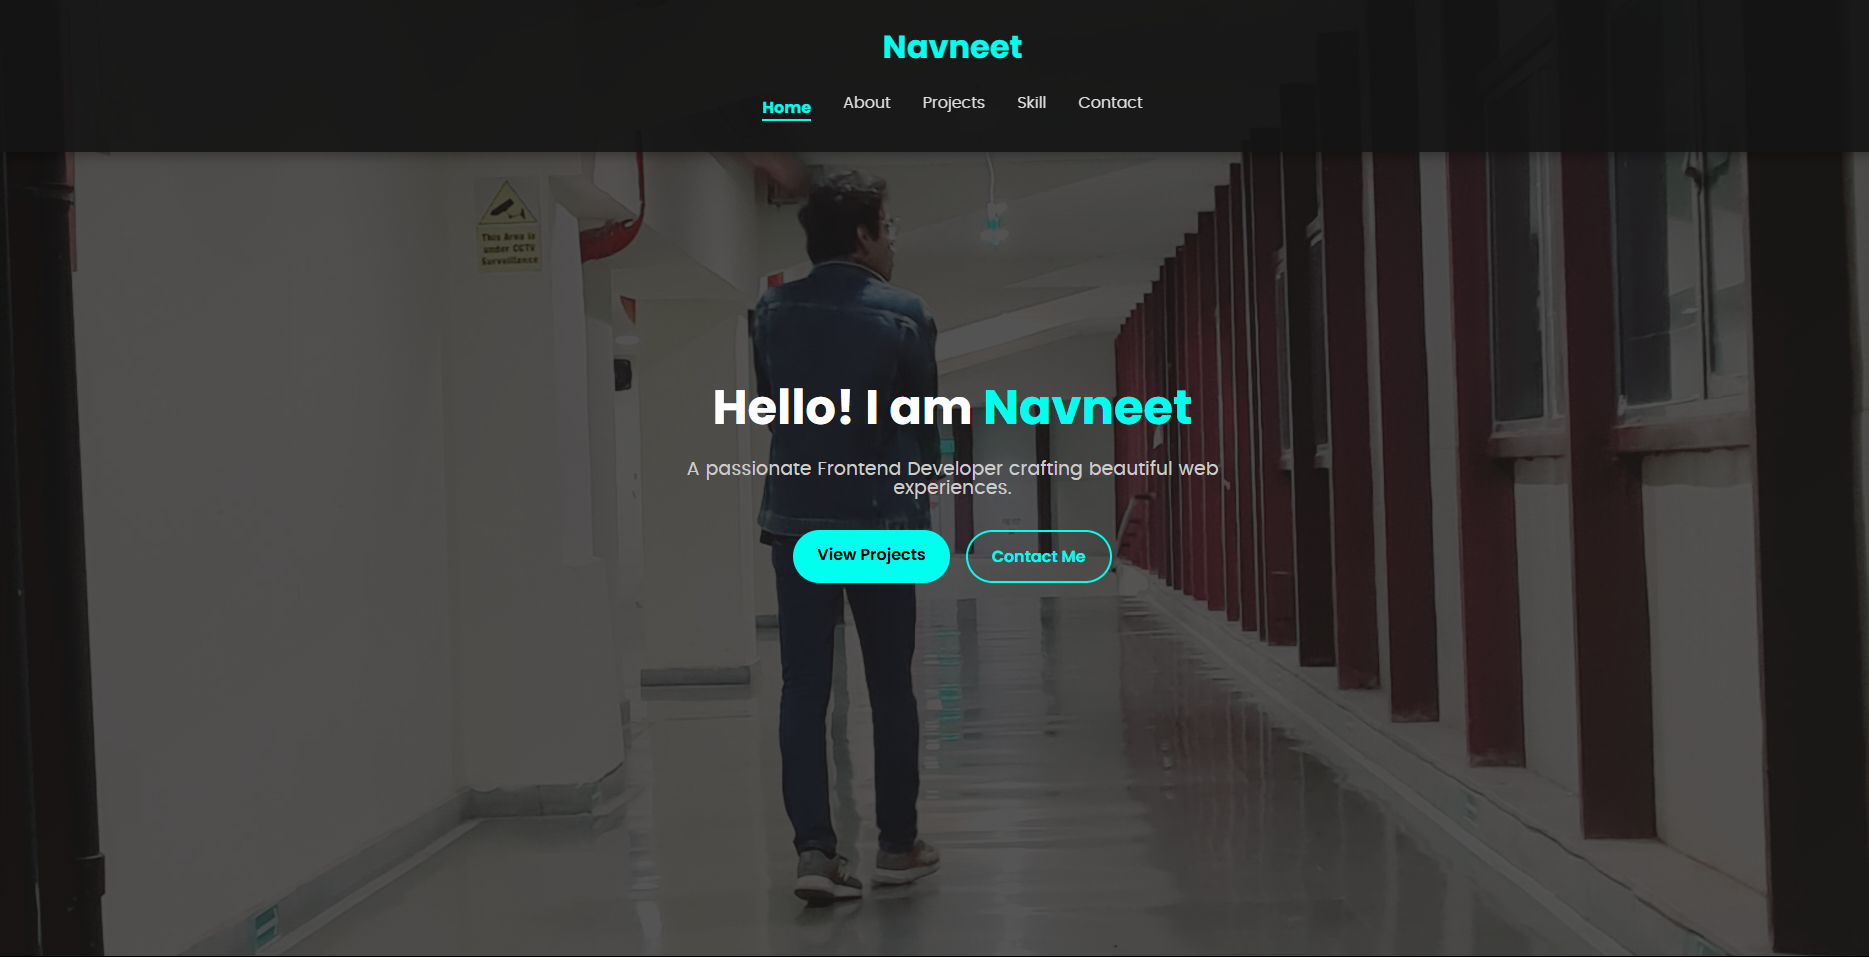 Navneet
Home About Projects Skill Contact
This Area is
under CCTV
Surveillance
Hello! I am Navneet
A passionate Frontend Developer crafting beautiful web
experiences.
View Projects Contact Me